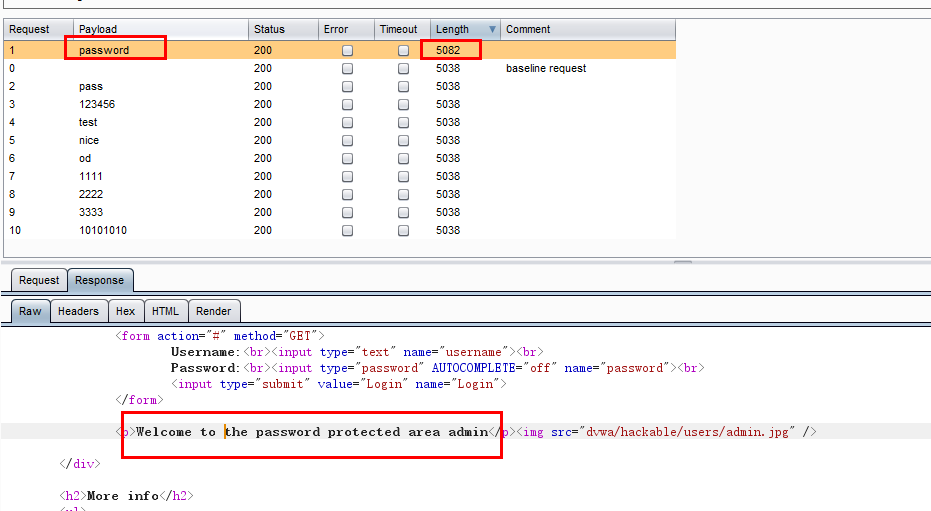 Request Payload Status Error Timeout Length Comment
1 password 200 5082
0 200 5038 baseline request
2 pass 200 5038
3 123456 200 5038
4 test 200 5038
5 nice 200 5038
6 od 200 5038
7 1111 200 5038
8 2222 200 5038
9 3333 200 5038
10 10101010 200 5038
Request Response
Raw Headers Hex HTML Render
<form action="#" method="GET">
Username:<br><input type="text" name="username"><br>
Password:<br><input type="password" AUTOCOMPLETE="off" name="password"><br>
<input type="submit" value="Login" name="Login">
</form>
<p>Welcome to the password protected area admin</p><img src="dvwa/hackable/users/admin.jpg" />
</div>
<h2>More info</h2>